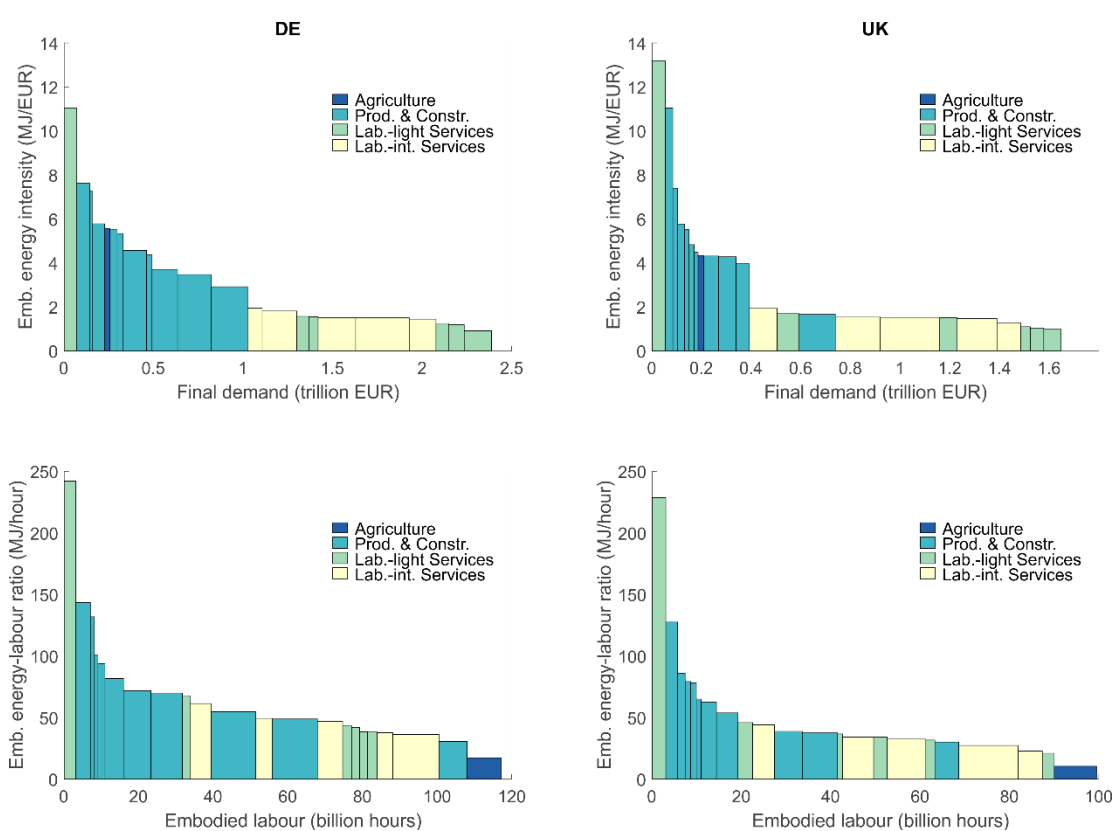 DE
14
12
10
8
6
4
2
0
Emb. energy intensity (MJ/EUR)
Agriculture
Prod. & Constr.
Lab.-light Services
Lab.-int. Services
0 0.5 1 1.5 2 2.5
Final demand (trillion EUR)
UK
14
12
10
8
6
4
2
0
Emb. energy intensity (MJ/EUR)
Agriculture
Prod. & Constr.
Lab.-light Services
Lab.-int. Services
0 0.2 0.4 0.6 0.8 1 1.2 1.4 1.6
Final demand (trillion EUR)
250
200
150
100
50
0
Emb. energy-labour ratio (MJ/hour)
Agriculture
Prod. & Constr.
Lab.-light Services
Lab.-int. Services
0 20 40 60 80 100 120
Embodied labour (billion hours)
250
200
150
100
50
0
Emb. energy-labour ratio (MJ/hour)
Agriculture
Prod. & Constr.
Lab.-light Services
Lab.-int. Services
0 20 40 60 80 100
Embodied labour (billion hours)